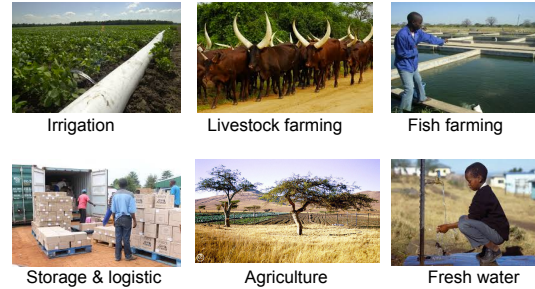 Irrigation
Livestock farming
Fish farming
Storage & logistic
Agriculture
Fresh water